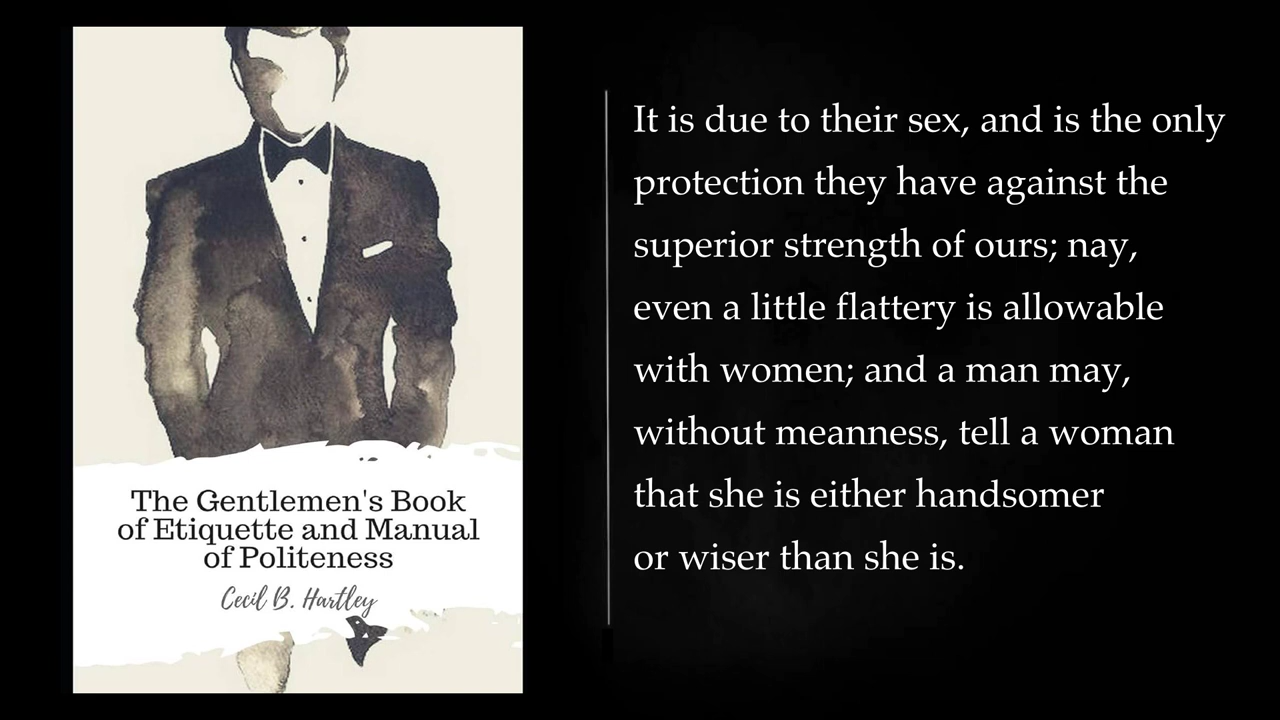 The Gentlemen's Book
of Etiquette and Manual
of Politeness
Cecil B. Hartley
It is due to their sex, and is the only
protection they have against the
superior strength of ours; nay,
even a little flattery is allowable
with women; and a man may,
without meanness, tell a woman
that she is either handsomer
or wiser than she is.